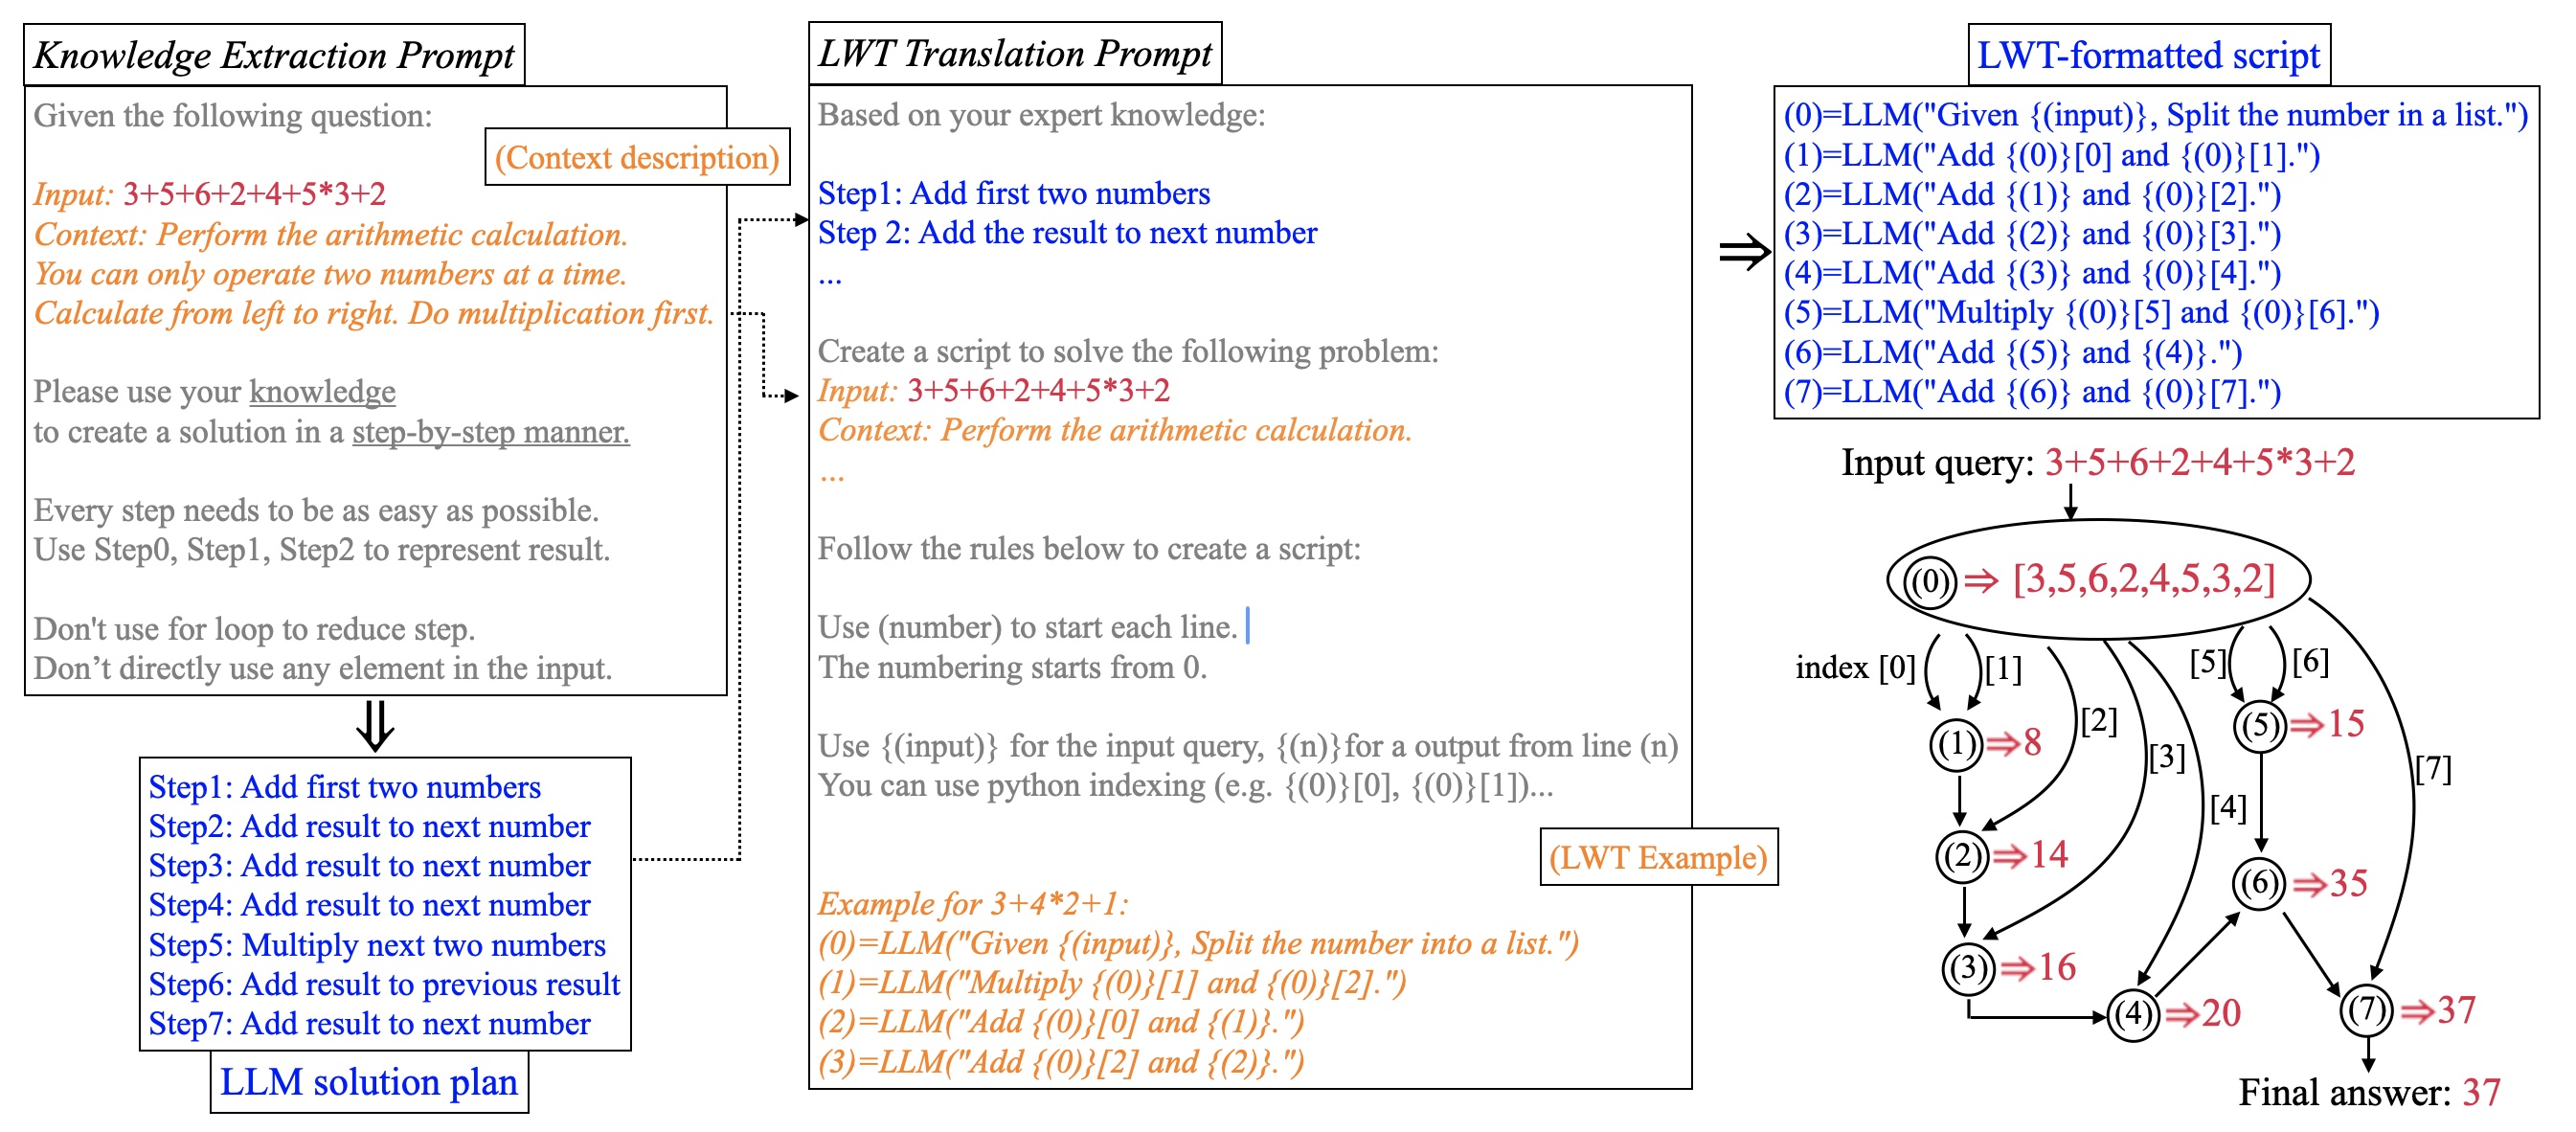 Knowledge Extraction Prompt
Given the following question:
(Context description)
Input: 3+5+6+2+4+5*3+2
Context: Perform the arithmetic calculation.
You can only operate two numbers at a time.
Calculate from left to right. Do multiplication first.
Please use your knowledge
to create a solution in a step-by-step manner.
Every step needs to be as easy as possible.
Use Step0, Step1, Step2 to represent result.
Don't use for loop to reduce step.
Don’t directly use any element in the input.
⇓
Step1: Add first two numbers
Step2: Add result to next number
Step3: Add result to next number
Step4: Add result to next number
Step5: Multiply next two numbers
Step6: Add result to previous result
Step7: Add result to next number
LLM solution plan
LWT Translation Prompt
Based on your expert knowledge:
Step1: Add first two numbers
Step 2: Add the result to next number
...
Create a script to solve the following problem:
Input: 3+5+6+2+4+5*3+2
Context: Perform the arithmetic calculation.
...
Follow the rules below to create a script:
Use (number) to start each line.
The numbering starts from 0.
Use {(input)} for the input query, {(n)}for a output from line (n)
You can use python indexing (e.g. {(0)}[0], {(0)}[1])...
(LWT Example)
Example for 3+4*2+1:
(0)=LLM("Given {(input)}, Split the number into a list.")
(1)=LLM("Multiply {(0)}[1] and {(0)}[2].")
(2)=LLM("Add {(0)}[0] and {(1)}.")
(3)=LLM("Add {(0)}[2] and {(2)}.")
⇒
LWT-formatted script
(0)=LLM("Given {(input)}, Split the number in a list.")
(1)=LLM("Add {(0)}[0] and {(0)}[1].")
(2)=LLM("Add {(1)} and {(0)}[2].")
(3)=LLM("Add {(2)} and {(0)}[3].")
(4)=LLM("Add {(3)} and {(0)}[4].")
(5)=LLM("Multiply {(0)}[5] and {(0)}[6].")
(6)=LLM("Add {(5)} and {(4)}.")
(7)=LLM("Add {(6)} and {(0)}[7].")
Input query: 3+5+6+2+4+5*3+2
(0) ⇒ [3,5,6,2,4,5,3,2]
index [0] [1] [5] [6]
[2] [3] [4] [7]
(1) ⇒8
(5) ⇒15
(2) ⇒14
(6) ⇒35
(3) ⇒16
(4) ⇒20
(7) ⇒37
Final answer: 37